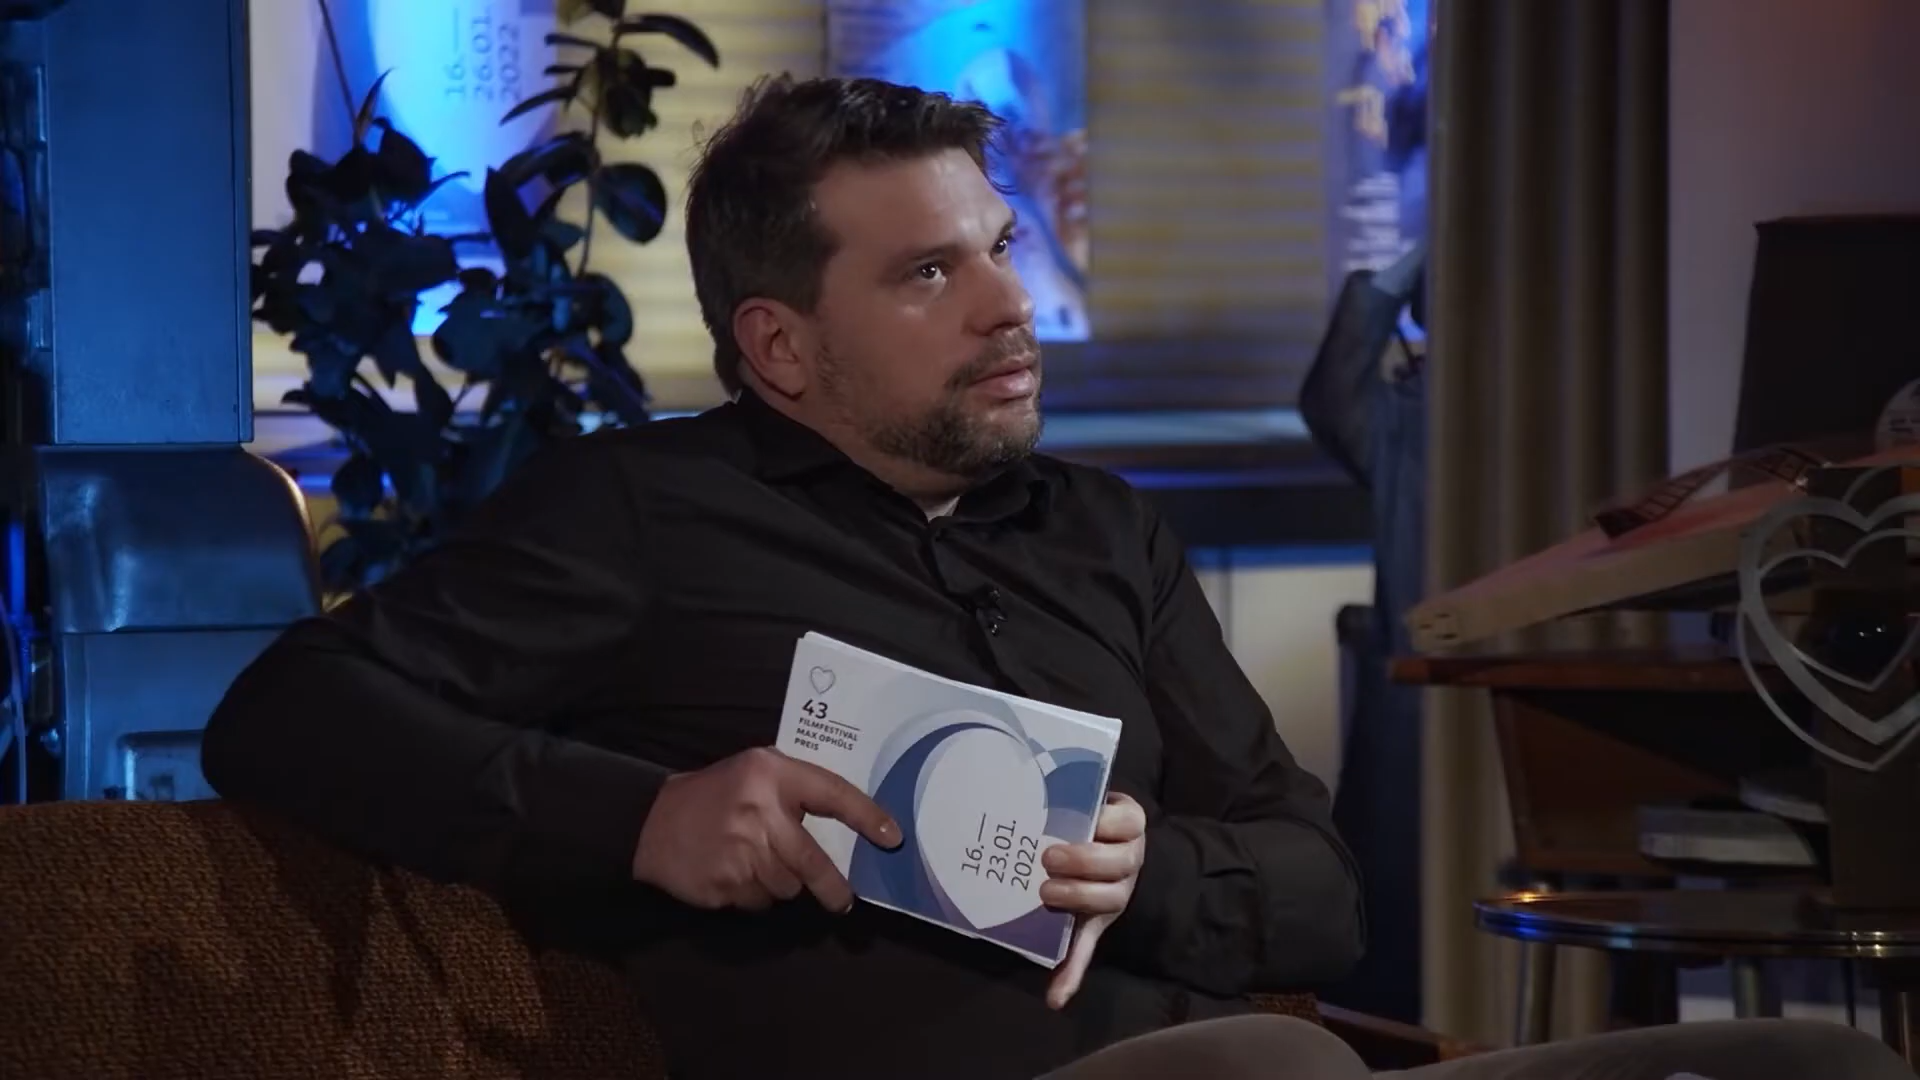 16.—
26.01.
2022
43
FILMFESTIVAL
MAX OPHÜLS
PREIS
16.—
23.01.
2022